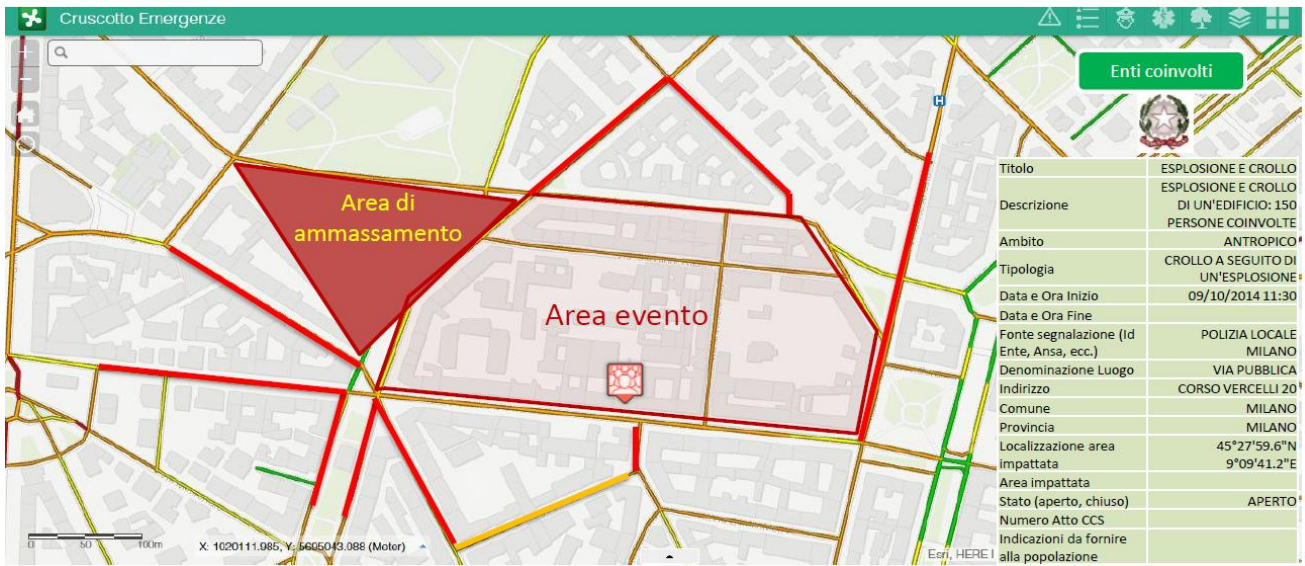 Cruscotto Emergenze
Enti coinvolti
H
Area di
ammassamento
Area evento
Titolo ESPLOSIONE E CROLLO
Descrizione ESPLOSIONE E CROLLO
DI UN'EDIFICIO: 150
PERSONE COINVOLTE
Ambito ANTROPICO
Tipologia CROLLO A SEGUITO DI
UN'ESPLOSIONE
Data e Ora Inizio 09/10/2014 11:30
Data e Ora Fine
Fonte segnalazione (Id POLIZIA LOCALE
Ente, Ansa, ecc.) MILANO
Denominazione Luogo VIA PUBBLICA
Indirizzo CORSO VERCELLI 20
Comune MILANO
Provincia MILANO
Localizzazione area 45°27'59.6"N
impattata 9°09'41.2"E
Area impattata
Stato (aperto, chiuso) APERTO
Numero Atto CCS
Indicazioni da fornire
alla popolazione
0 50 100m
X: 1020111.985, Y: 5695043.088 (Meter)
Esri, HERE